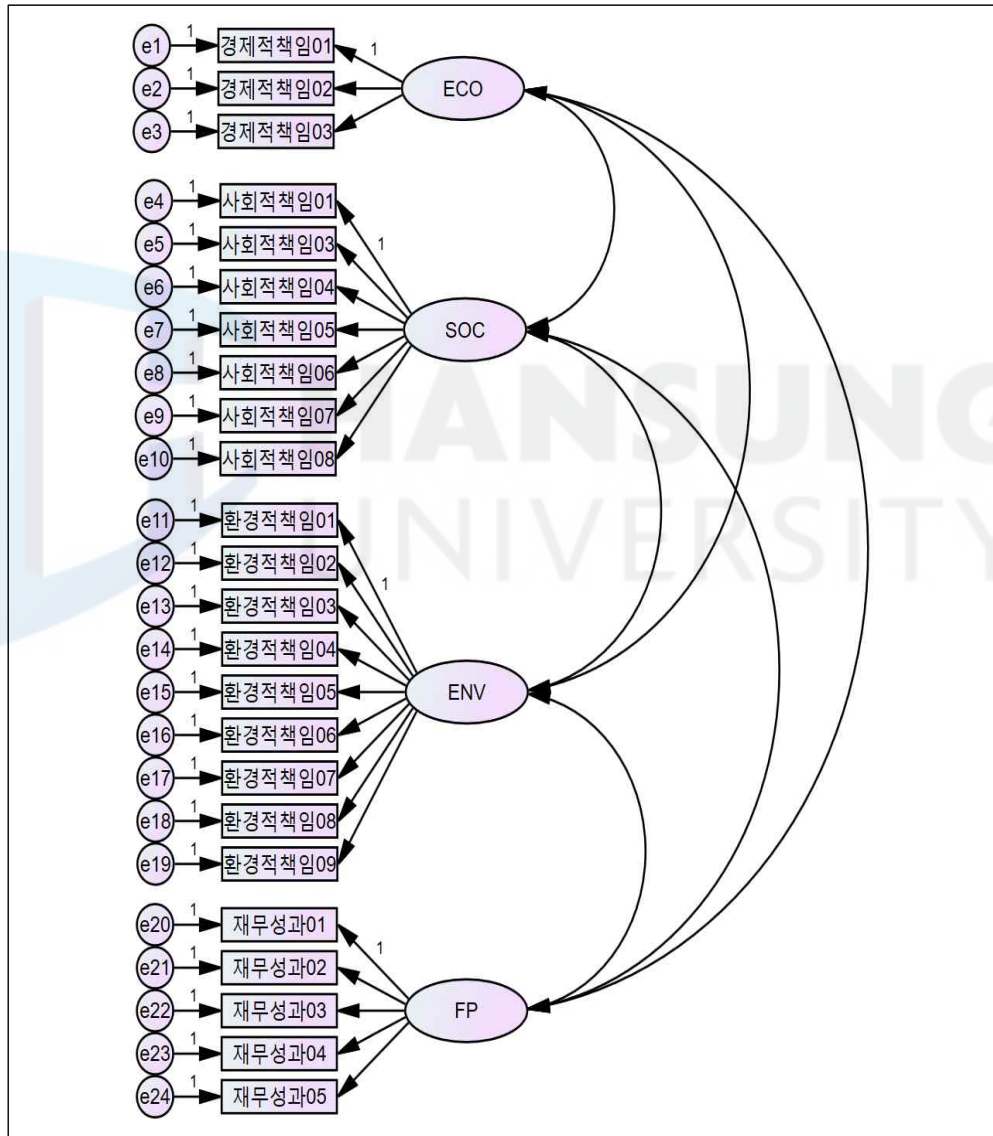 e1 1 경제적책임01 1
ECO
e2 1 경제적책임02
e3 1 경제적책임03
e4 1 사회적책임01
1
e5 1 사회적책임03
e6 1 사회적책임04
e7 1 사회적책임05
SOC
e8 1 사회적책임06
e9 1 사회적책임07
e10 1 사회적책임08
HANSUNG
UNIVERSITY
e11 1 환경적책임01
e12 1 환경적책임02
1
e13 1 환경적책임03
e14 1 환경적책임04
e15 1 환경적책임05
ENV
e16 1 환경적책임06
e17 1 환경적책임07
e18 1 환경적책임08
e19 1 환경적책임09
e20 1 재무성과01
1
e21 1 재무성과02
e22 1 재무성과03
FP
e23 1 재무성과04
e24 1 재무성과05